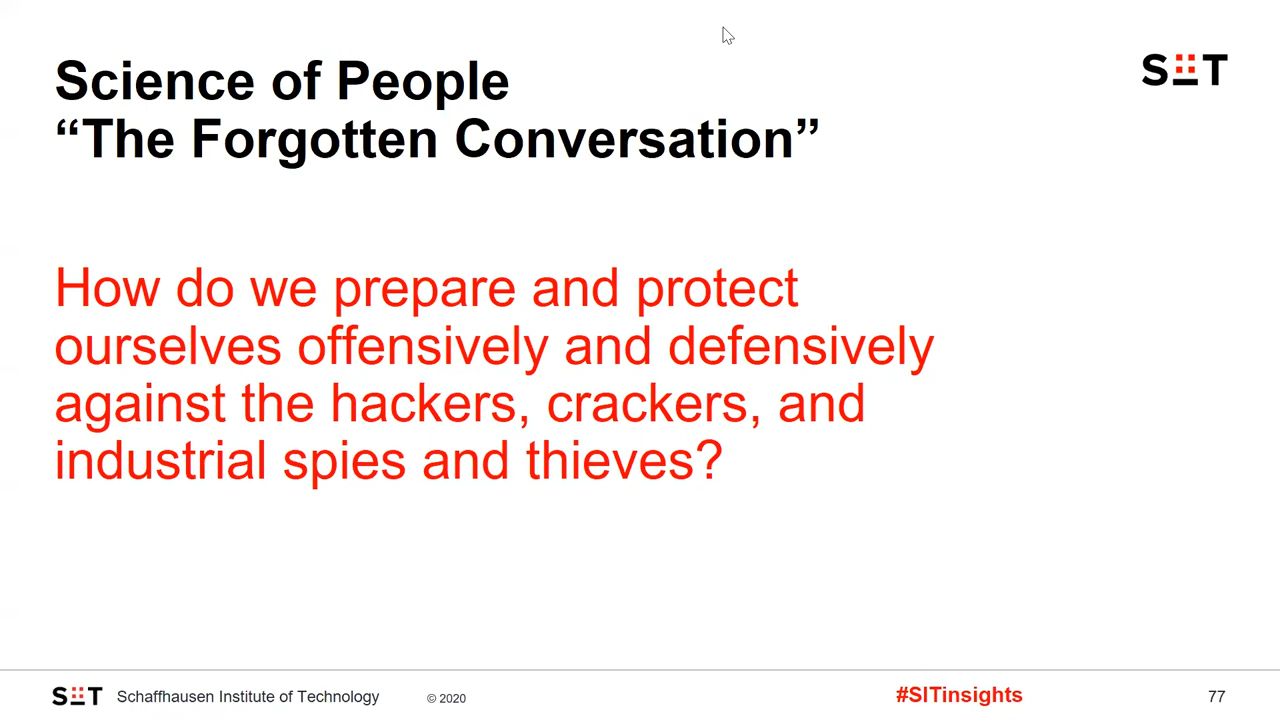 Science of People
“The Forgotten Conversation”
SIT
How do we prepare and protect
ourselves offensively and defensively
against the hackers, crackers, and
industrial spies and thieves?
SIT Schaffhausen Institute of Technology © 2020 #SITinsights 77